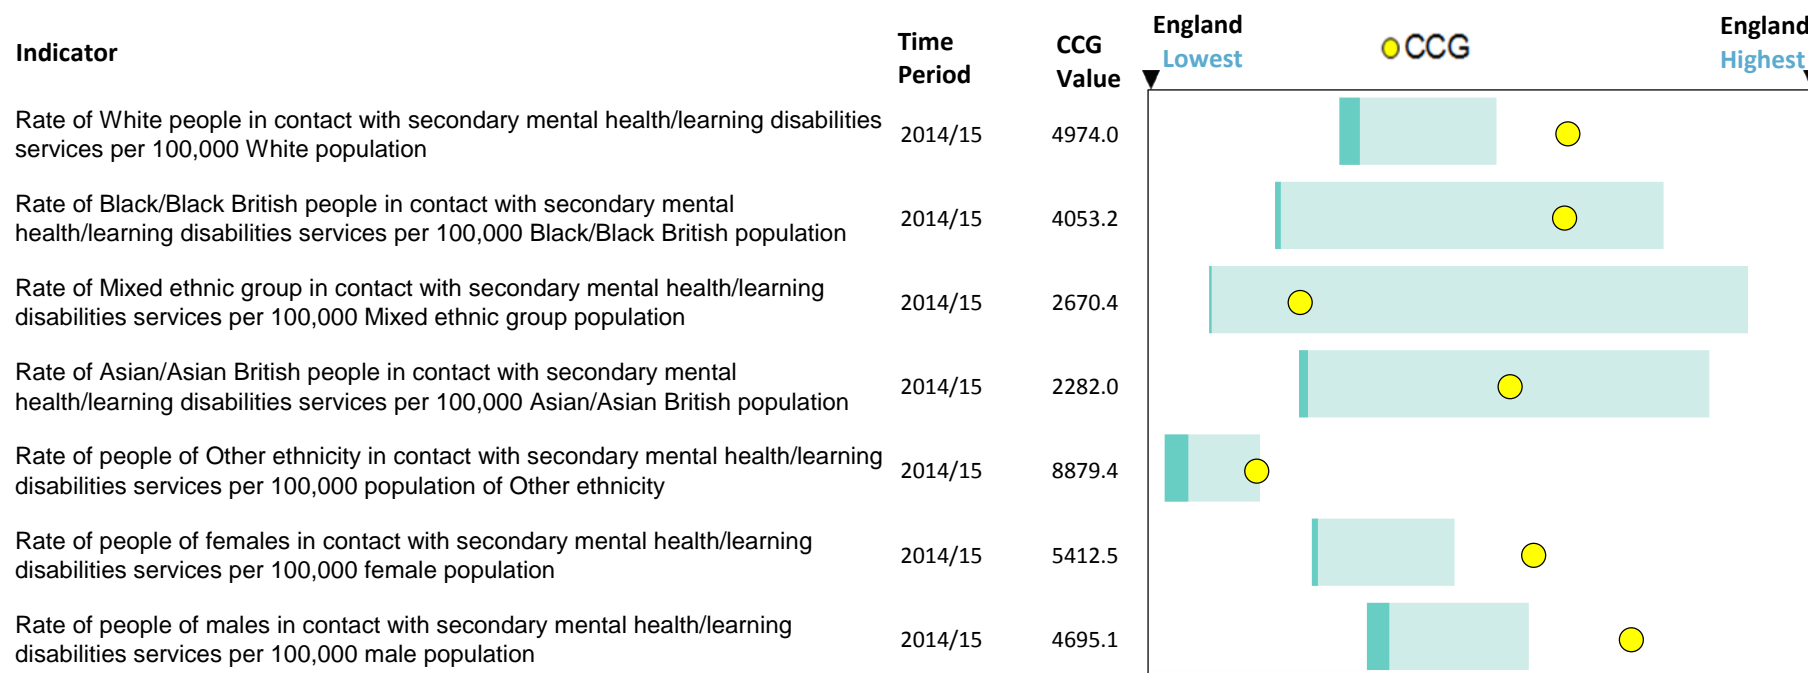 Indicator
Time
Period
CCG
Value
England
Lowest
CCG
England
Highest
Rate of White people in contact with secondary mental health/learning disabilities
services per 100,000 White population
2014/15
4974.0
Rate of Black/Black British people in contact with secondary mental
health/learning disabilities services per 100,000 Black/Black British population
2014/15
4053.2
Rate of Mixed ethnic group in contact with secondary mental health/learning
disabilities services per 100,000 Mixed ethnic group population
2014/15
2670.4
Rate of Asian/Asian British people in contact with secondary mental
health/learning disabilities services per 100,000 Asian/Asian British population
2014/15
2282.0
Rate of people of Other ethnicity in contact with secondary mental health/learning
disabilities services per 100,000 population of Other ethnicity
2014/15
8879.4
Rate of people of females in contact with secondary mental health/learning
disabilities services per 100,000 female population
2014/15
5412.5
Rate of people of males in contact with secondary mental health/learning
disabilities services per 100,000 male population
2014/15
4695.1